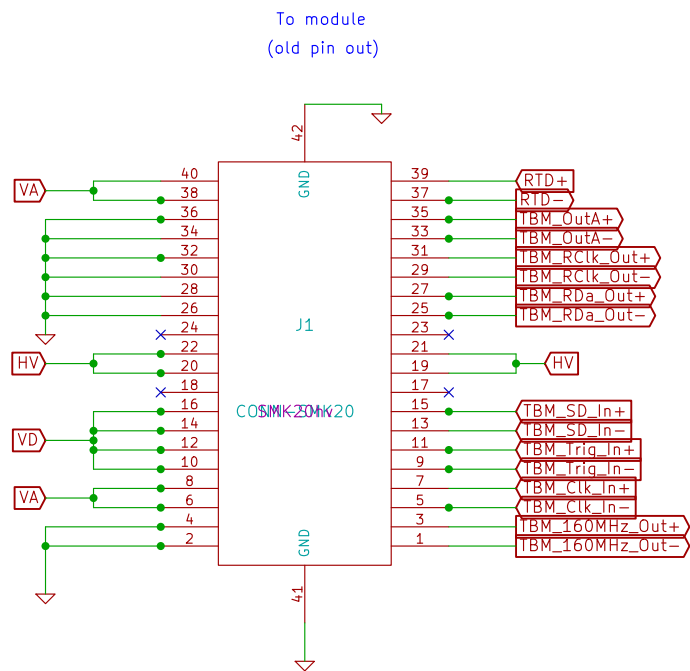 To module
(old pin out)
42
GND
40 39 RTD+
VA
38 37 RTD-
36 35 TBM_OutA+
34 33 TBM_OutA-
32 31 TBM_RClk_Out+
30 29 TBM_RClk_Out-
28 27 TBM_RDa_Out+
26 25 TBM_RDa_Out-
J1
24 23
22 21
HV HV
20 19
18 17
16 SMK20hv 15 TBM_SD_In+
14 13 TBM_SD_In-
VD
12 11 TBM_Trig_In+
10 9 TBM_Trig_In-
8 7 TBM_Clk_In+
VA
6 5 TBM_Clk_In-
4 3 TBM_160MHz_Out+
2 1 TBM_160MHz_Out-
GND
41